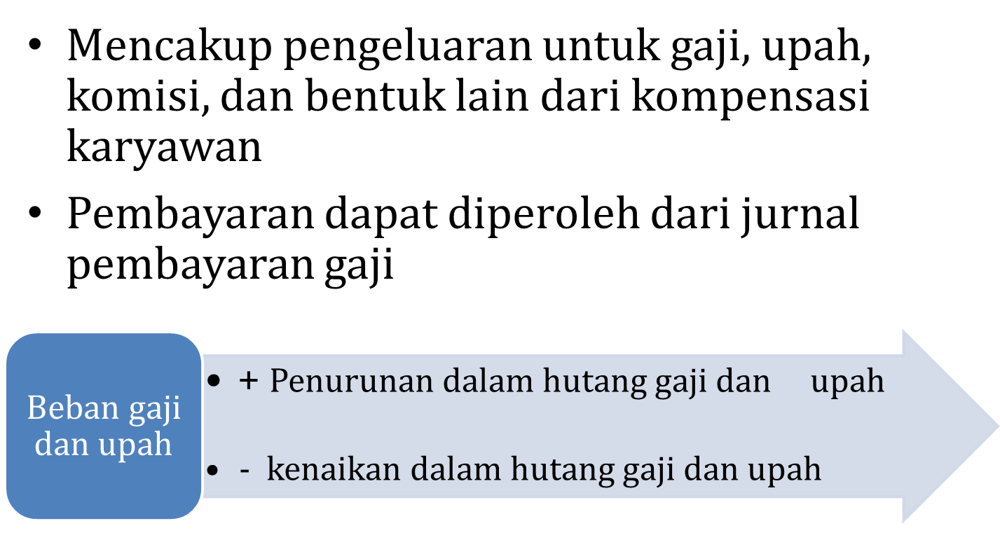 • Mencakup pengeluaran untuk gaji, upah,
komisi, dan bentuk lain dari kompensasi
karyawan
• Pembayaran dapat diperoleh dari jurnal
pembayaran gaji
Beban gaji
dan upah
• + Penurunan dalam hutang gaji dan upah
• - kenaikan dalam hutang gaji dan upah